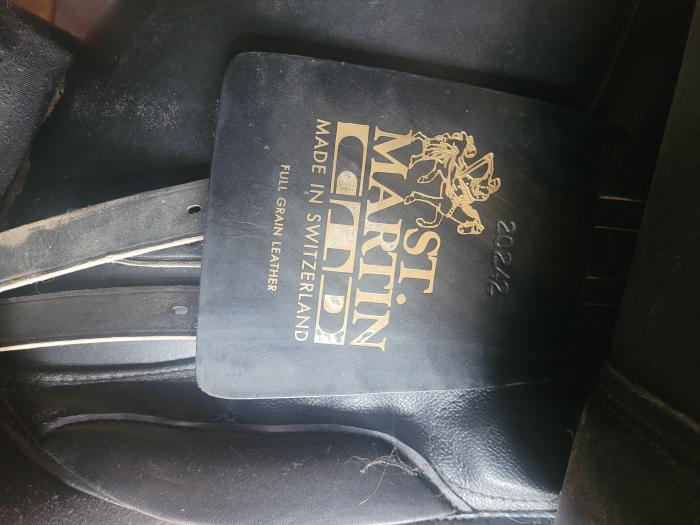 20242
ST
MARTiN
MADE IN SWITZERLAND
FULL GRAIN LEATHER